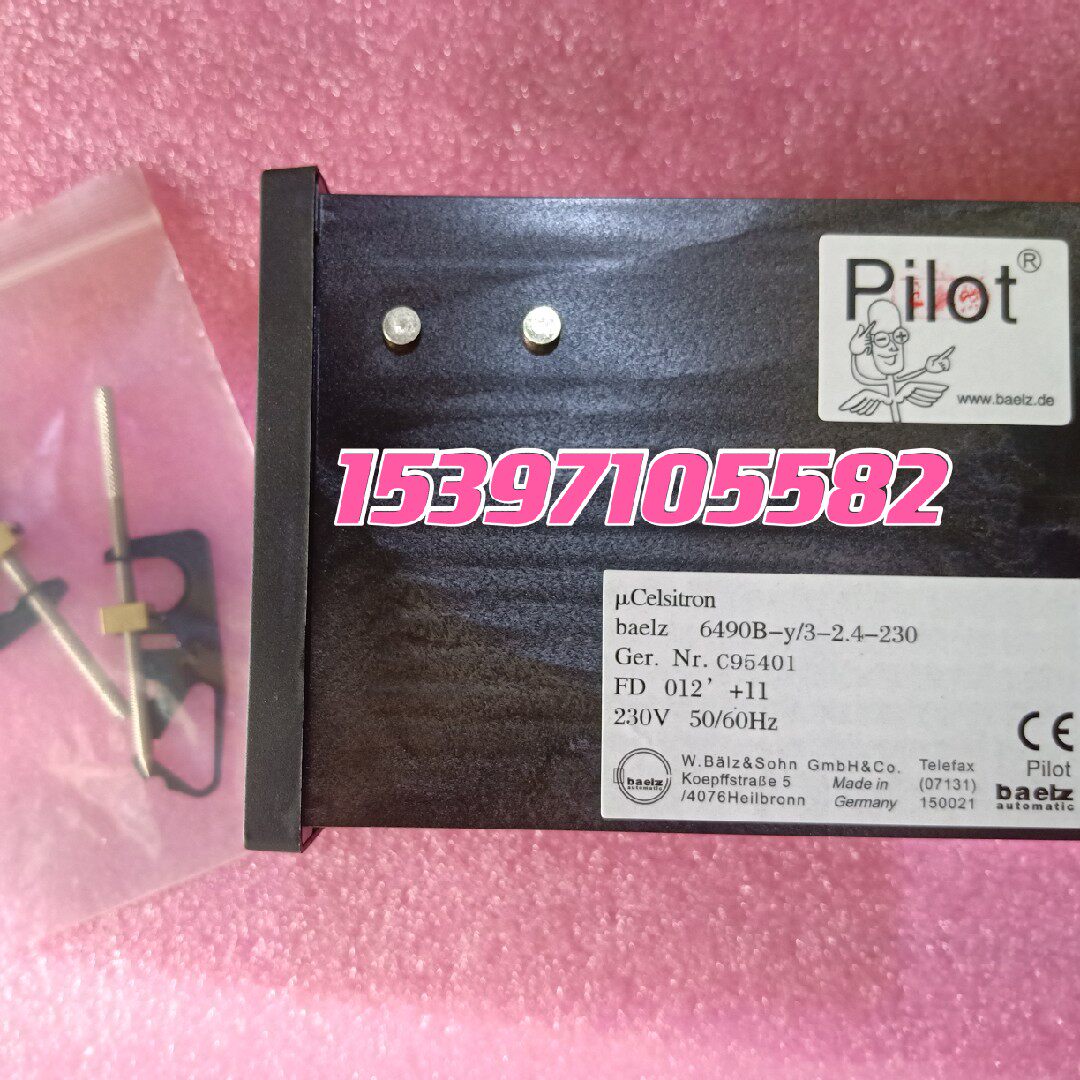 Pilot®
www.baelz.de
15397105582
µCelsitron
baelz 6490B-y/3-2.4-230
Ger. Nr. C95401
FD 012' +11
230V 50/60Hz
CE
Pilot
baelz
automatic
W.Bälz&Sohn GmbH&Co.
Koepffstraße 5
/4076Heilbronn
Made in
Germany
Telefax
(07131)
150021
baelz
automatic